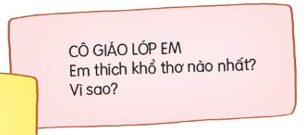 CÔ GIÁO LỚP EM
Em thích khổ thơ nào nhất?
Vì sao?